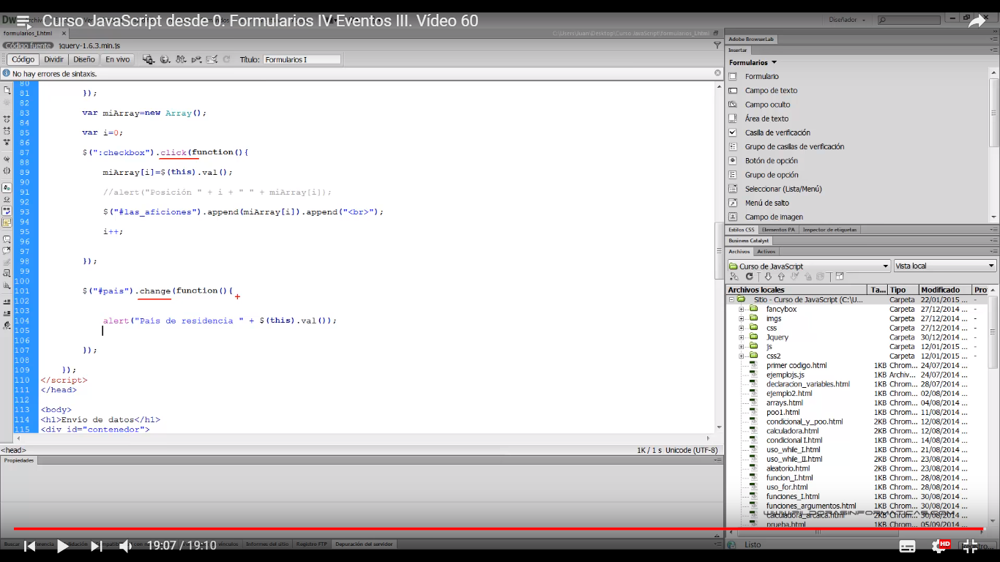 Curso JavaScript desde 0. Formularios IV Eventos III. Vídeo 60
Diseñador
formularios_I.html
C:\Users\Juan\Desktop\Curso JavaScript\formularios_I.html
Código fuente jquery-1.6.3.min.js
Código Dividir Diseño En vivo Título: Formularios I
No hay errores de sintaxis.
80
81 });
82
83 var miArray=new Array();
84
85 var i=0;
86
87 $(":checkbox").click(function(){
88
89 miArray[i]=$(this).val();
90
91 //alert("Posición " + i + " " + miArray[i]);
92
93 $("#las_aficiones").append(miArray[i]).append("<br>");
94
95 i++;
96
97
98 });
99
100
101 $("#pais").change(function(){
102
103
104 alert("País de residencia " + $(this).val());
105
106
107 });
108
109 });
110 </script>
111 </head>
112
113 <body>
114 <h1>Envío de datos</h1>
115 <div id="contenedor">
<head>
1K / 1 s Unicode (UTF-8)
Propiedades
Adobe BrowserLab
Insertar
Formularios
Formulario
Campo de texto
Campo oculto
Área de texto
Casilla de verificación
Grupo de casillas de verificación
Botón de opción
Grupo de opción
Seleccionar (Lista/Menú)
Menú de salto
Campo de imagen
Estilos CSS Elementos PA Inspector de etiquetas
Business Catalyst
Archivos Activos
Curso de JavaScript Vista local
Archivos locales Ta... Tipo Modificado Pro
Sitio - Curso de JavaScript (C:\U... Carpeta 22/01/2015 ... -
fancybox Carpeta 27/12/2014 ... -
imgs Carpeta 27/12/2014 ... -
css Carpeta 27/12/2014 ... -
Jquery Carpeta 30/12/2014 ... -
js Carpeta 12/01/2015 ... -
css2 Carpeta 12/01/2015 ... -
primer codigo.html 1KB Chrom... 24/07/2014 ...
ejemplojs.js 1KB Archiv... 24/07/2014 ...
declaracion_variables.html 1KB Chrom... 28/07/2014 ...
ejemplo2.html 1KB Chrom... 02/08/2014 ...
arrays.html 1KB Chrom... 04/08/2014 ...
poo1.html 1KB Chrom... 11/08/2014 ...
condicional_y_poo.html 2KB Chrom... 12/08/2014 ...
calculadora.html 2KB Chrom... 12/08/2014 ...
condicional I.html 1KB Chrom... 14/08/2014 ...
uso_while_I.html 1KB Chrom... 21/08/2014 ...
uso_while_II.html 2KB Chrom... 23/08/2014 ...
aleatorio.html 2KB Chrom... 26/08/2014 ...
funcion_I.html 1KB Chrom... 28/08/2014 ...
uso_for.html 1KB Chrom... 28/08/2014 ...
funciones_I.html 1KB Chrom... 30/08/2014 ...
funciones_argumentos.html 1KB Chrom... 30/08/2014 ...
calculadora_arcaica.html 2KB Chrom... 30/08/2014 ...
WWW.PILDORASINFORMATICAS.COM
prueba.html 1KB Chrom... 05/09/2014 ...
19:07 / 19:10
Informes del sitio Registro FTP Depuración del servidor
Listo
HD